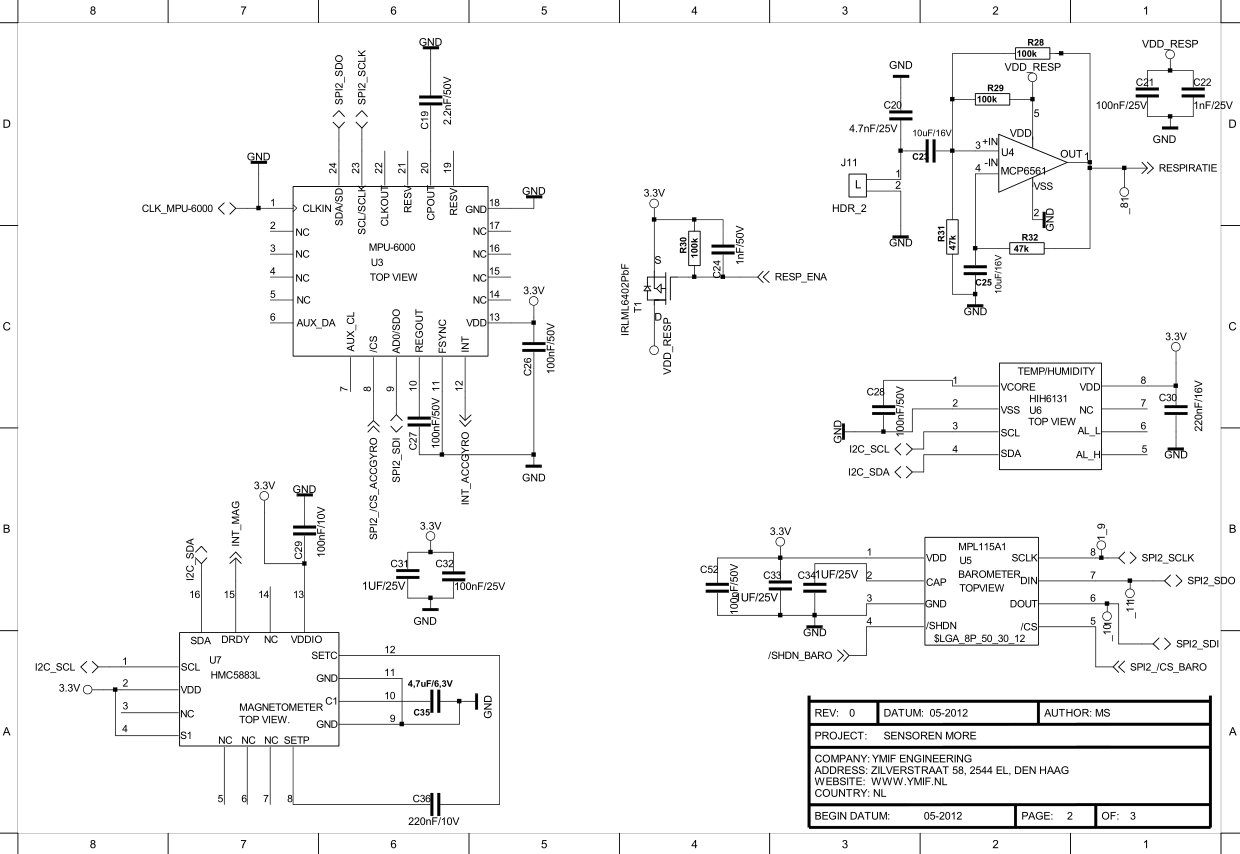 8 7 6 5 4 3 2 1
D
C
B
A
D
C
B
A
8 7 6 5 4 3 2 1
SPI2_SDO
SPI2_SCLK
GND
C19
2.2nF/50V
24
23
22
21
20
19
SDA/SD
SCL/SCLK
CLKOUT
RESV
CPOUT
RESV
GND
CLK_MPU-6000
1 CLKIN
2 NC
3 NC
4 NC
5 NC
6 AUX_DA
MPU-6000
U3
TOP VIEW
GND 18
NC 17
NC 16
NC 15
NC 14
VDD 13
GND
3.3V
C26
100nF/50V
AUX_CL
/CS
AD0/SDO
REGOUT
FSYNC
INT
7
8
9
10
11
12
SPI2_/CS_ACCGYRO
SPI2_SDI
C27
100nF/50V
INT_ACCGYRO
GND
3.3V
R30
100k
C24
1nF/50V
S
D
IRLML6402PbF
T1
RESP_ENA
VDD_RESP
GND
C20
4.7nF/25V
J11
L
1
2
HDR_2
GND
10uF/16V
C23
R28
100k
VDD_RESP
R29
100k
5
VDD
3 +IN
4 -IN
U4
MCP6561
OUT 1
VSS
2
GND
RESPIRATIE
_81
R31
47k
R32
47k
C25
10uF/16V
GND
VDD_RESP
C21
100nF/25V
C22
1nF/25V
GND
TEMP/HUMIDITY
HIH6131
U6
TOP VIEW
1 VCORE
2 VSS
3 SCL
4 SDA
VDD 8
NC 7
AL_L 6
AL_H 5
C28
100nF/50V
GND
I2C_SCL
I2C_SDA
3.3V
C30
220nF/16V
GND
3.3V
GND
C29
100nF/10V
I2C_SDA
INT_MAG
16
15
14
13
SDA DRDY NC VDDIO
I2C_SCL
3.3V
1 SCL
2 VDD
3 NC
4 S1
U7
HMC5883L
MAGNETOMETER
TOP VIEW.
SETC 12
GND 11
C1 10
GND 9
NC NC NC SETP
5
6
7
8
4,7uF/6,3V
C35
GND
C36
220nF/10V
3.3V
C31
1UF/25V
C32
100nF/25V
GND
3.3V
C52
100nF/50V
C33
1UF/25V
C34
1UF/25V
GND
/SHDN_BARO
MPL115A1
U5
BAROMETER
TOPVIEW
$LGA_8P_50_30_12
1 VDD
2 CAP
3 GND
4 /SHDN
SCLK 8
DIN 7
DOUT 6
/CS 5
_9
_11
_10
SPI2_SCLK
SPI2_SDO
SPI2_SDI
SPI2_/CS_BARO
REV: 0 DATUM: 05-2012 AUTHOR: MS
PROJECT: SENSOREN MORE
COMPANY: YMIF ENGINEERING
ADDRESS: ZILVERSTRAAT 58, 2544 EL, DEN HAAG
WEBSITE: WWW.YMIF.NL
COUNTRY: NL
BEGIN DATUM: 05-2012 PAGE: 2 OF: 3